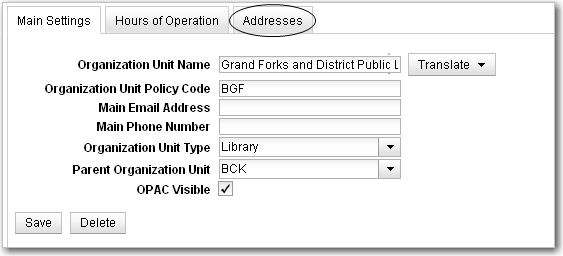 Main Settings Hours of Operation Addresses
Organization Unit Name Grand Forks and District Public L Translate
Organization Unit Policy Code BGF
Main Email Address
Main Phone Number
Organization Unit Type Library
Parent Organization Unit BCK
OPAC Visible
Save Delete